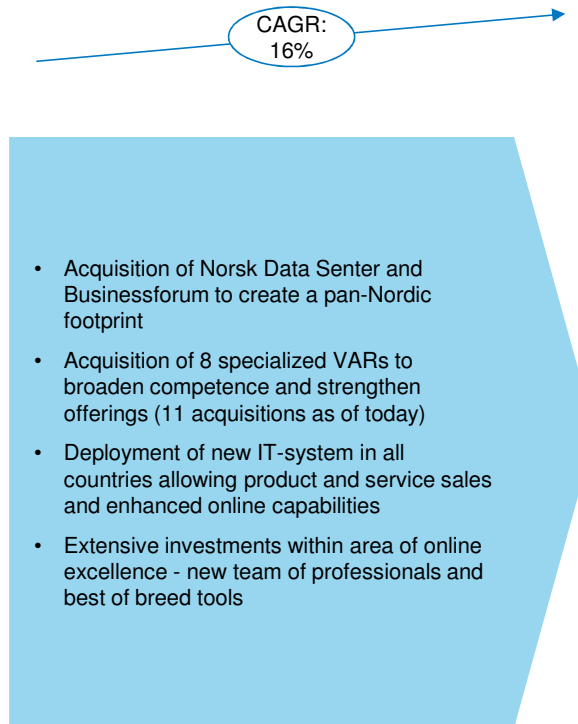 CAGR:
16%
• Acquisition of Norsk Data Senter and
Businessforum to create a pan-Nordic
footprint
• Acquisition of 8 specialized VARs to
broaden competence and strengthen
offerings (11 acquisitions as of today)
• Deployment of new IT-system in all
countries allowing product and service sales
and enhanced online capabilities
• Extensive investments within area of online
excellence - new team of professionals and
best of breed tools